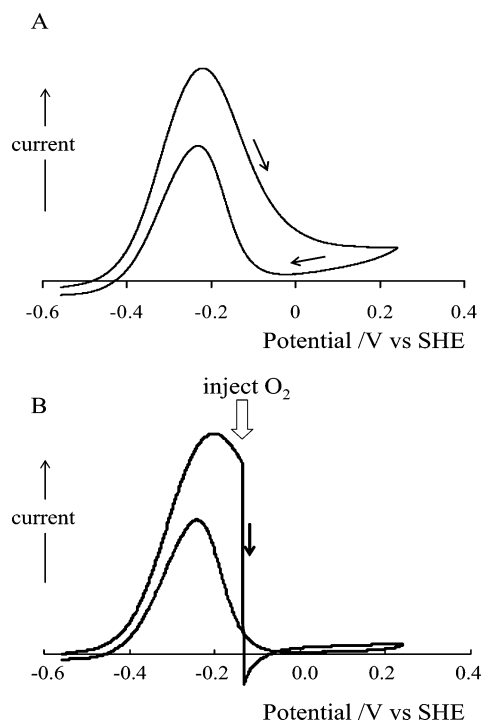 A
current
-0.6 -0.4 -0.2 0 0.2 0.4
Potential /V vs SHE
B
inject O₂
current
-0.6 -0.4 -0.2 0.0 0.2 0.4
Potential /V vs SHE